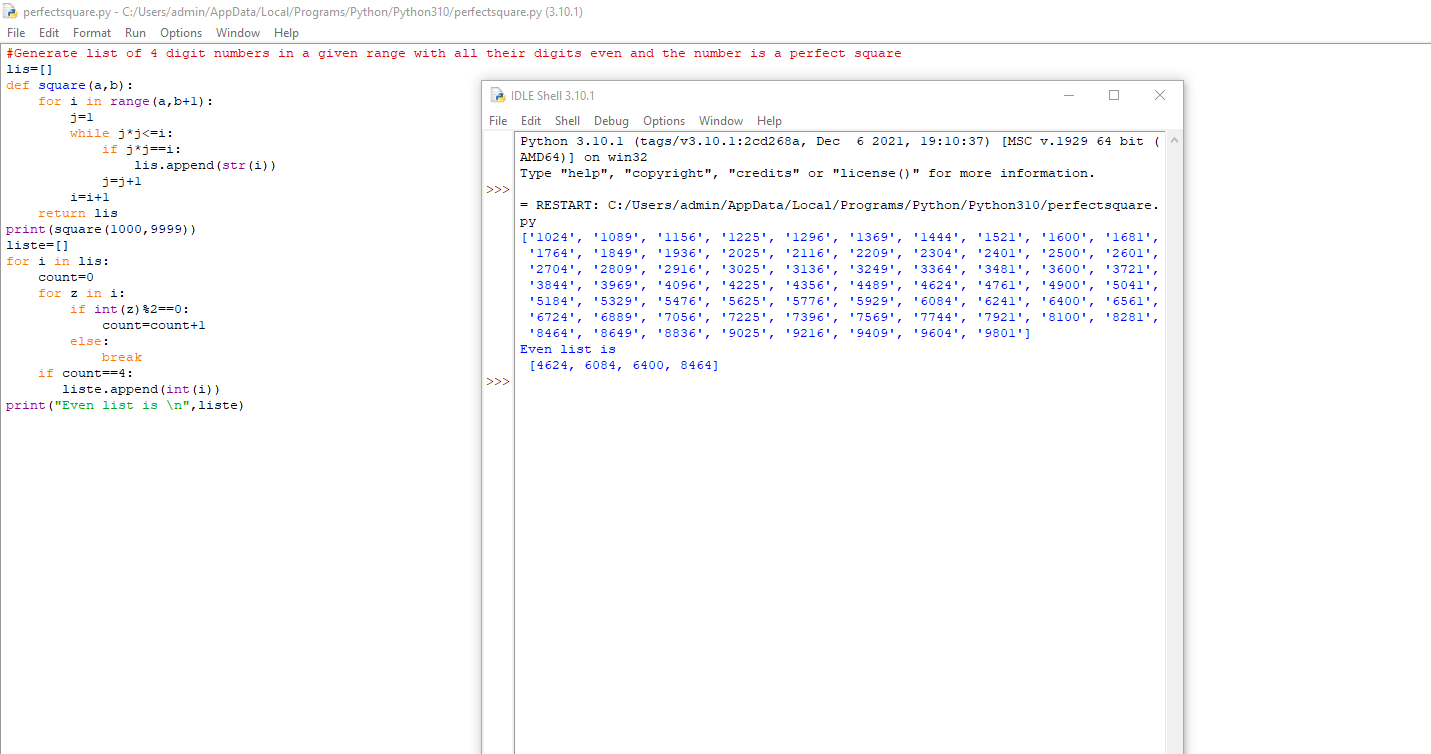 perfectsquare.py - C:/Users/admin/AppData/Local/Programs/Python/Python310/perfectsquare.py (3.10.1)
File Edit Format Run Options Window Help
#Generate list of 4 digit numbers in a given range with all their digits even and the number is a perfect square
lis=[]
def square(a,b):
    for i in range(a,b+1):
        j=1
        while j*j<=i:
            if j*j==i:
                lis.append(str(i))
            j=j+1
        i=i+1
    return lis
print(square(1000,9999))
liste=[]
for i in lis:
    count=0
    for z in i:
        if int(z)%2==0:
            count=count+1
        else:
            break
    if count==4:
       liste.append(int(i))
print("Even list is \n",liste)
IDLE Shell 3.10.1
File Edit Shell Debug Options Window Help
Python 3.10.1 (tags/v3.10.1:2cd268a, Dec  6 2021, 19:10:37) [MSC v.1929 64 bit (
AMD64)] on win32
Type "help", "copyright", "credits" or "license()" for more information.
>>>
= RESTART: C:/Users/admin/AppData/Local/Programs/Python/Python310/perfectsquare.
py
['1024', '1089', '1156', '1225', '1296', '1369', '1444', '1521', '1600', '1681',
 '1764', '1849', '1936', '2025', '2116', '2209', '2304', '2401', '2500', '2601',
 '2704', '2809', '2916', '3025', '3136', '3249', '3364', '3481', '3600', '3721',
 '3844', '3969', '4096', '4225', '4356', '4489', '4624', '4761', '4900', '5041',
 '5184', '5329', '5476', '5625', '5776', '5929', '6084', '6241', '6400', '6561',
 '6724', '6889', '7056', '7225', '7396', '7569', '7744', '7921', '8100', '8281',
 '8464', '8649', '8836', '9025', '9216', '9409', '9604', '9801']
Even list is
 [4624, 6084, 6400, 8464]
>>>